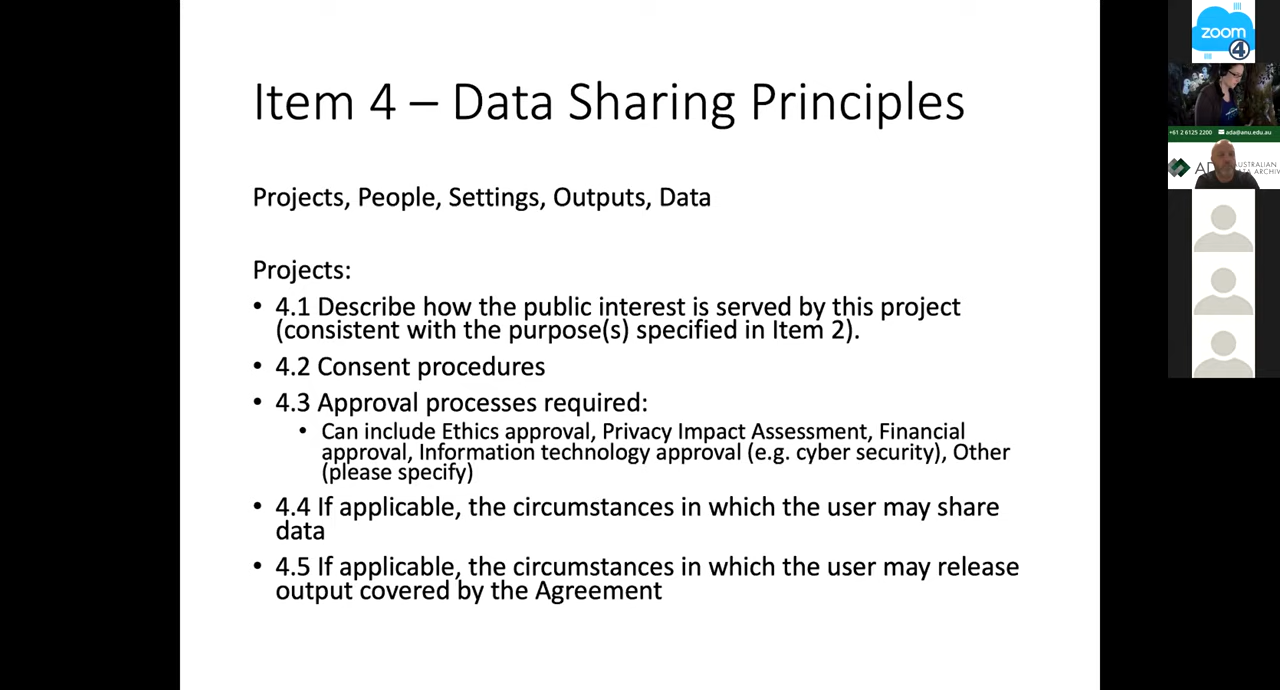 Item 4 – Data Sharing Principles
Projects, People, Settings, Outputs, Data
Projects:
• 4.1 Describe how the public interest is served by this project
(consistent with the purpose(s) specified in Item 2).
• 4.2 Consent procedures
• 4.3 Approval processes required:
• Can include Ethics approval, Privacy Impact Assessment, Financial
approval, Information technology approval (e.g. cyber security), Other
(please specify)
• 4.4 If applicable, the circumstances in which the user may share
data
• 4.5 If applicable, the circumstances in which the user may release
output covered by the Agreement
zoom
4
+61 2 6125 2200 ada@anu.edu.au